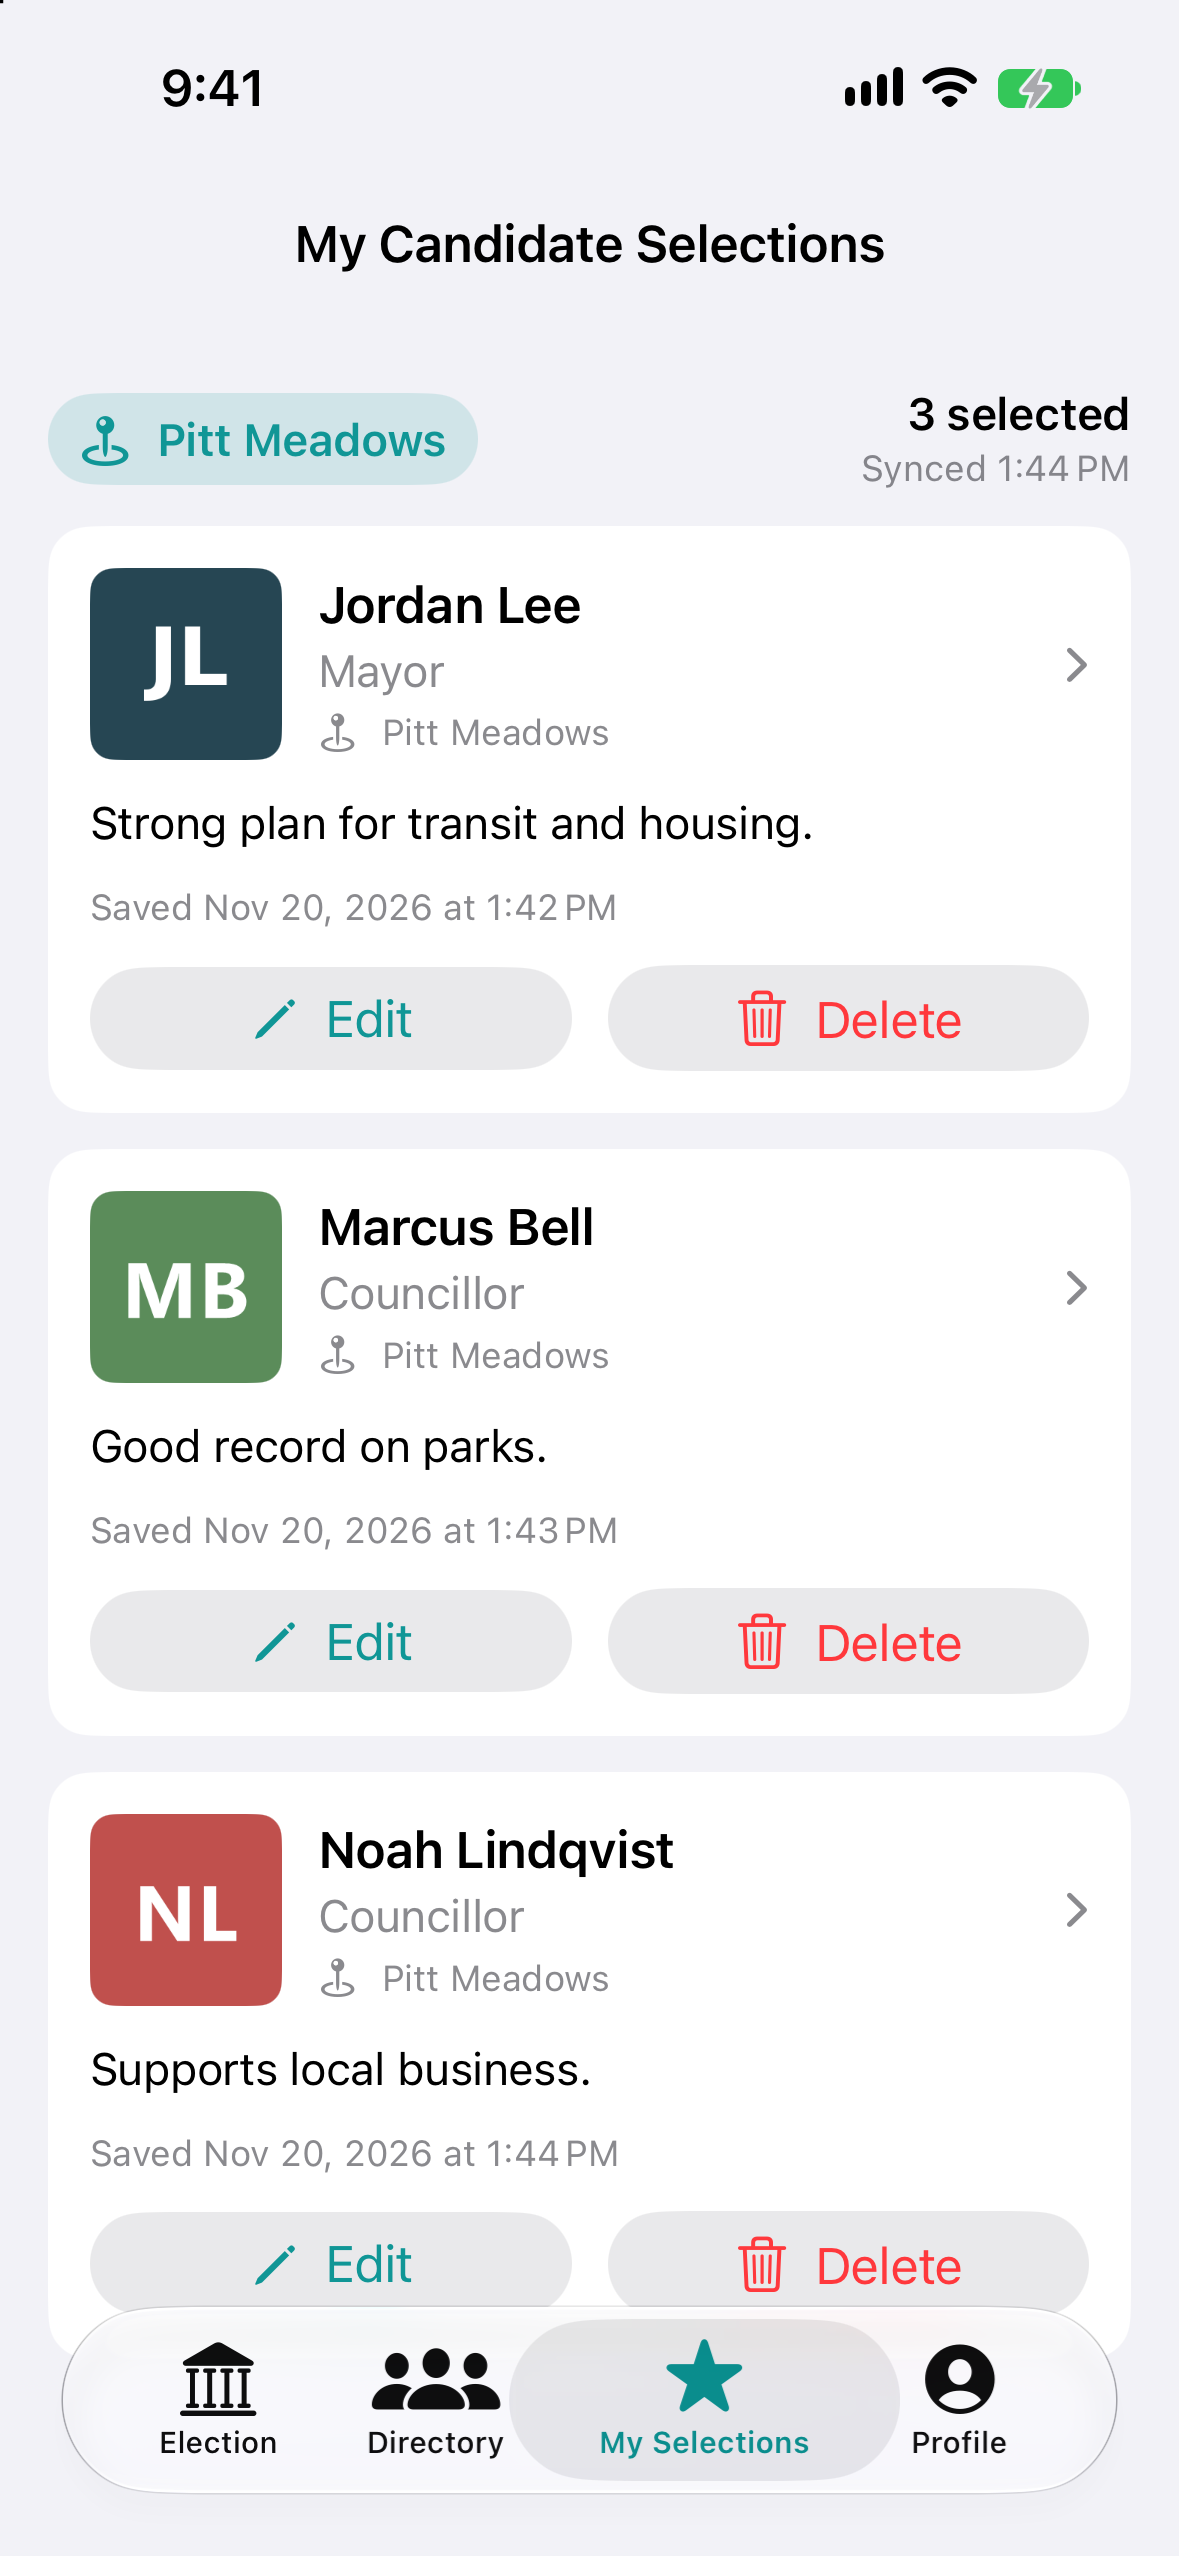 9:41
My Candidate Selections
Pitt Meadows
3 selected
Synced 1:44 PM
JL
Jordan Lee
Mayor
Pitt Meadows
Strong plan for transit and housing.
Saved Nov 20, 2026 at 1:42 PM
Edit
Delete
MB
Marcus Bell
Councillor
Pitt Meadows
Good record on parks.
Saved Nov 20, 2026 at 1:43 PM
Edit
Delete
NL
Noah Lindqvist
Councillor
Pitt Meadows
Supports local business.
Saved Nov 20, 2026 at 1:44 PM
Edit
Delete
Election
Directory
My Selections
Profile